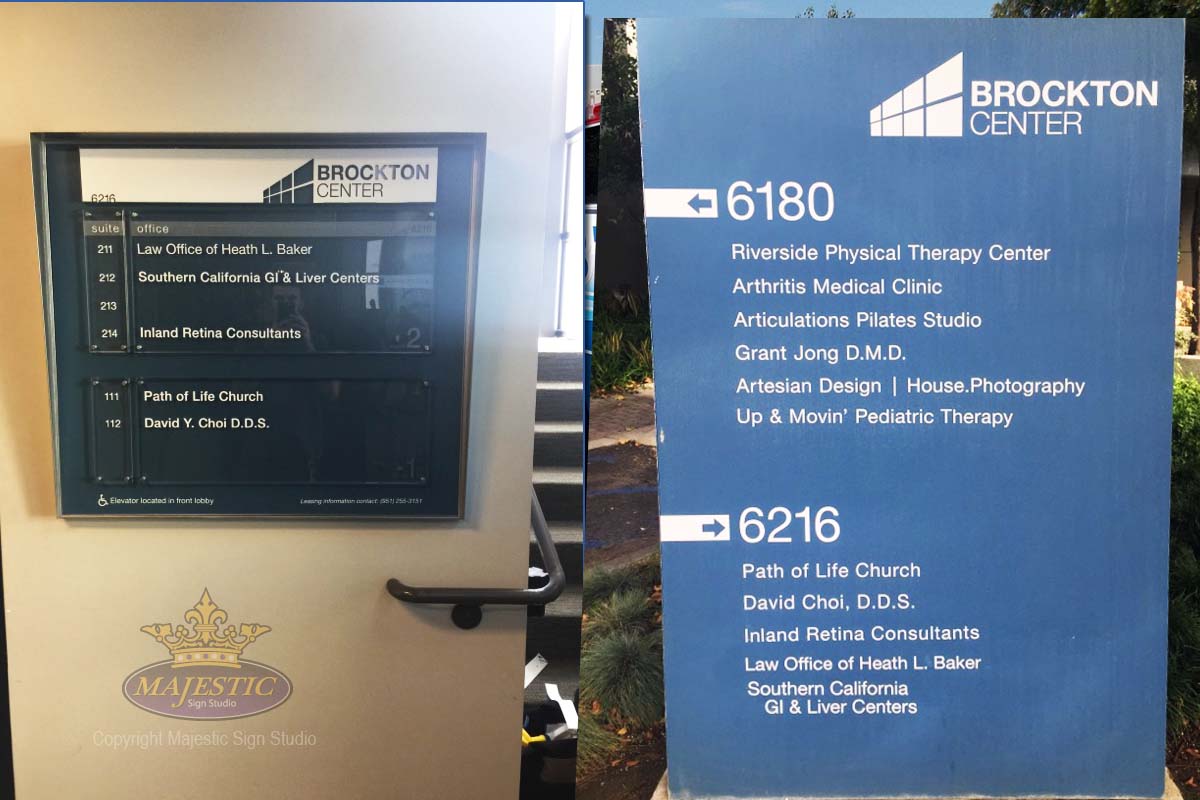 BROCKTON
CENTER
6216
suite office
211 Law Office of Heath L. Baker
212 Southern California GI & Liver Centers
213
214 Inland Retina Consultants
2
111 Path of Life Church
112 David Y. Choi D.D.S.
1
Elevator located in front lobby
Leasing information contact: (951) 255-3151
MAJESTIC
Sign Studio
Copyright Majestic Sign Studio
BROCKTON
CENTER
6180
Riverside Physical Therapy Center
Arthritis Medical Clinic
Articulations Pilates Studio
Grant Jong D.M.D.
Artesian Design | House.Photography
Up & Movin' Pediatric Therapy
6216
Path of Life Church
David Choi, D.D.S.
Inland Retina Consultants
Law Office of Heath L. Baker
Southern California
GI & Liver Centers